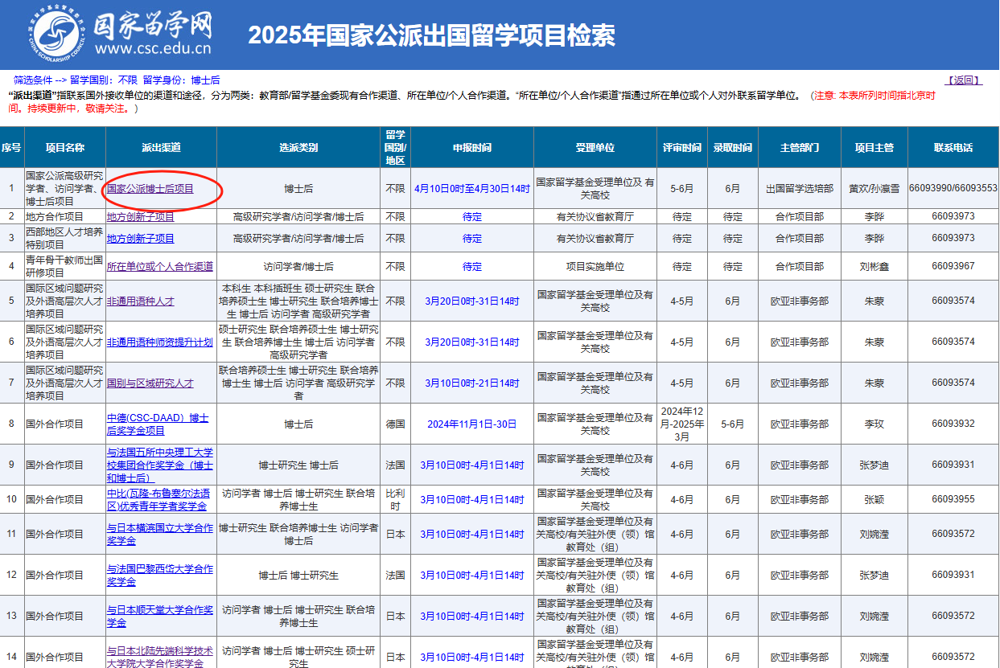 国家留学网
www.csc.edu.cn
2025年国家公派出国留学项目检索
筛选条件 --> 留学国别：不限 留学身份：博士后
【返回】
“派出渠道”指联系国外接收单位的渠道和途径，分为两类：教育部/留学基金委现有合作渠道、所在单位/个人合作渠道。“所在单位/个人合作渠道”指通过所在单位或个人对外联系留学单位。（注意: 本表所列时间指北京时
间。持续更新中，敬请关注。）
序号 项目名称 派出渠道 选派类别 留学国别/地区 申报时间 受理单位 评审时间 录取时间 主管部门 项目主管 联系电话
1 国家公派高级研究学者、访问学者、博士后项目 国家公派博士后项目 博士后 不限 4月10日0时至4月30日14时 国家留学基金受理单位及 有关高校 5-6月 6月 出国留学选培部 黄欢/孙瀛雪 66093990/66093553
2 地方合作项目 地方创新子项目 高级研究学者/访问学者/博士后 不限 待定 有关协议省教育厅 待定 待定 合作项目部 李晔 66093973
3 西部地区人才培养特别项目 地方创新子项目 高级研究学者/访问学者/博士后 不限 待定 有关协议省教育厅 待定 待定 合作项目部 李晔 66093973
4 青年骨干教师出国研修项目 所在单位或个人合作渠道 访问学者/博士后 不限 待定 项目实施单位 待定 待定 合作项目部 刘彬鑫 66093967
5 国际区域问题研究及外语高层次人才培养项目 非通用语种人才 本科生 本科插班生 硕士研究生 联合培养硕士生 博士研究生 联合培养博士生 博士后 访问学者 高级研究学者 不限 3月20日0时-31日14时 国家留学基金受理单位及有关高校 4-5月 6月 欧亚非事务部 朱蒙 66093574
6 国际区域问题研究及外语高层次人才培养项目 非通用语种师资提升计划 硕士研究生 联合培养硕士生 博士研究生 联合培养博士生 博士后 访问学者 高级研究学者 不限 3月20日0时-31日14时 国家留学基金受理单位及有关高校 4-5月 6月 欧亚非事务部 朱蒙 66093574
7 国际区域问题研究及外语高层次人才培养项目 国别与区域研究人才 联合培养硕士生 博士研究生 联合培养博士生 博士后 访问学者 高级研究学者 不限 3月10日0时-21日14时 国家留学基金受理单位及有关高校 4-5月 6月 欧亚非事务部 朱蒙 66093574
8 国外合作项目 中德(CSC-DAAD）博士后奖学金项目 博士后 德国 2024年11月1日-30日 国家留学基金受理单位及有关高校 2024年12月-2025年3月 5-6月 欧亚非事务部 李玫 66093932
9 国外合作项目 与法国五所中央理工大学校集团合作奖学金（博士和博士后） 博士研究生 博士后 法国 3月10日0时-4月1日14时 国家留学基金受理单位及有关高校 4-6月 6月 欧亚非事务部 张梦迪 66093931
10 国外合作项目 中比(瓦隆-布鲁塞尔法语区)优秀青年学者奖学金 访问学者 博士后 博士研究生 联合培养博士生 比利时 3月10日0时-4月1日14时 国家留学基金受理单位及有关高校 4-6月 6月 欧亚非事务部 张颖 66093955
11 国外合作项目 与日本横滨国立大学合作奖学金 博士研究生 联合培养博士生 访问学者 博士后 日本 3月10日0时-4月1日14时 国家留学基金受理单位及有关高校/有关驻外使（领）馆教育处（组） 4-6月 6月 欧亚非事务部 刘婉滢 66093572
12 国外合作项目 与法国巴黎西岱大学合作奖学金 博士后 博士研究生 法国 3月10日0时-4月1日14时 国家留学基金受理单位及有关高校/有关驻外使（领）馆教育处（组） 4-6月 6月 欧亚非事务部 张梦迪 66093931
13 国外合作项目 与日本顺天堂大学合作奖学金 访问学者 博士后 博士研究生 联合培养博士生 日本 3月10日0时-4月1日14时 国家留学基金受理单位及有关高校/有关驻外使（领）馆教育处（组） 4-6月 6月 欧亚非事务部 刘婉滢 66093572
14 国外合作项目 与日本北陆先端科学技术大学院大学合作奖学金 访问学者 博士后 博士研究生 硕士研究生 日本 3月10日0时-4月1日14时 国家留学基金受理单位及有关高校/有关驻外使（领）馆 4-6月 6月 欧亚非事务部 刘婉滢 66093572